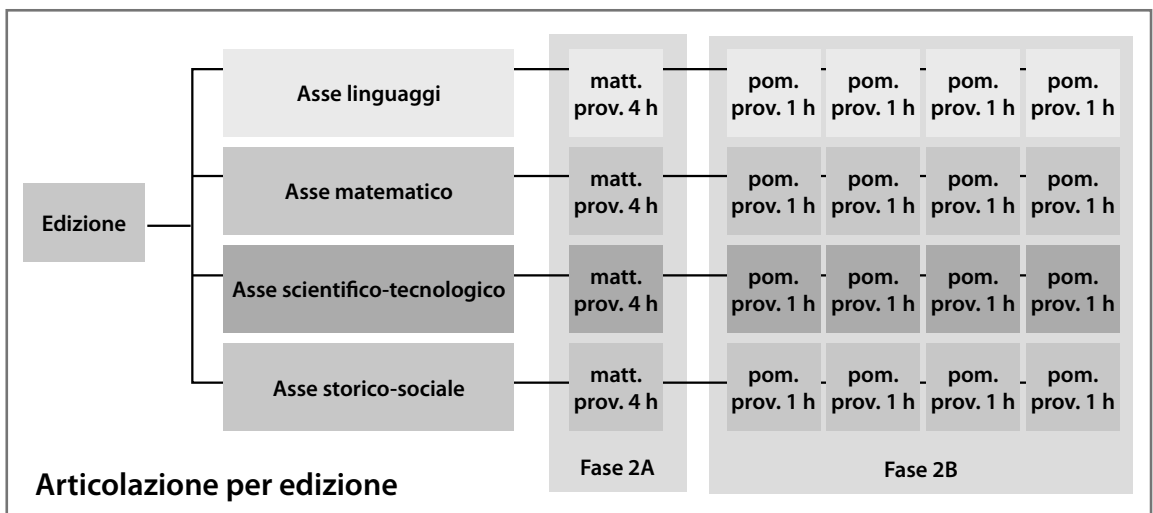 Asse linguaggi
matt.
prov. 4 h
pom.
prov. 1 h
pom.
prov. 1 h
pom.
prov. 1 h
pom.
prov. 1 h
Edizione
Asse matematico
matt.
prov. 4 h
pom.
prov. 1 h
pom.
prov. 1 h
pom.
prov. 1 h
pom.
prov. 1 h
Asse scientifico-tecnologico
matt.
prov. 4 h
pom.
prov. 1 h
pom.
prov. 1 h
pom.
prov. 1 h
pom.
prov. 1 h
Asse storico-sociale
matt.
prov. 4 h
pom.
prov. 1 h
pom.
prov. 1 h
pom.
prov. 1 h
pom.
prov. 1 h
Fase 2A
Fase 2B
Articolazione per edizione